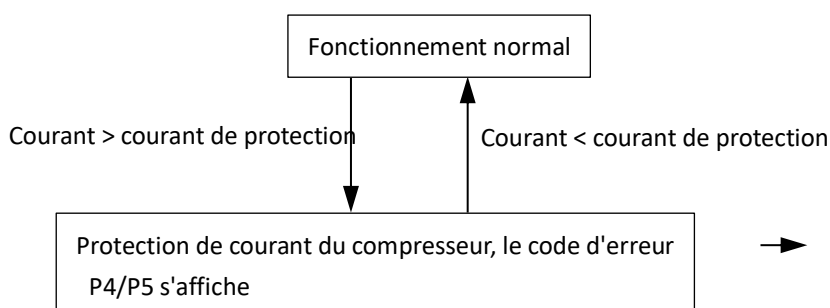 Fonctionnement normal
Courant > courant de protection
Courant < courant de protection
Protection de courant du compresseur, le code d'erreur
P4/P5 s'affiche